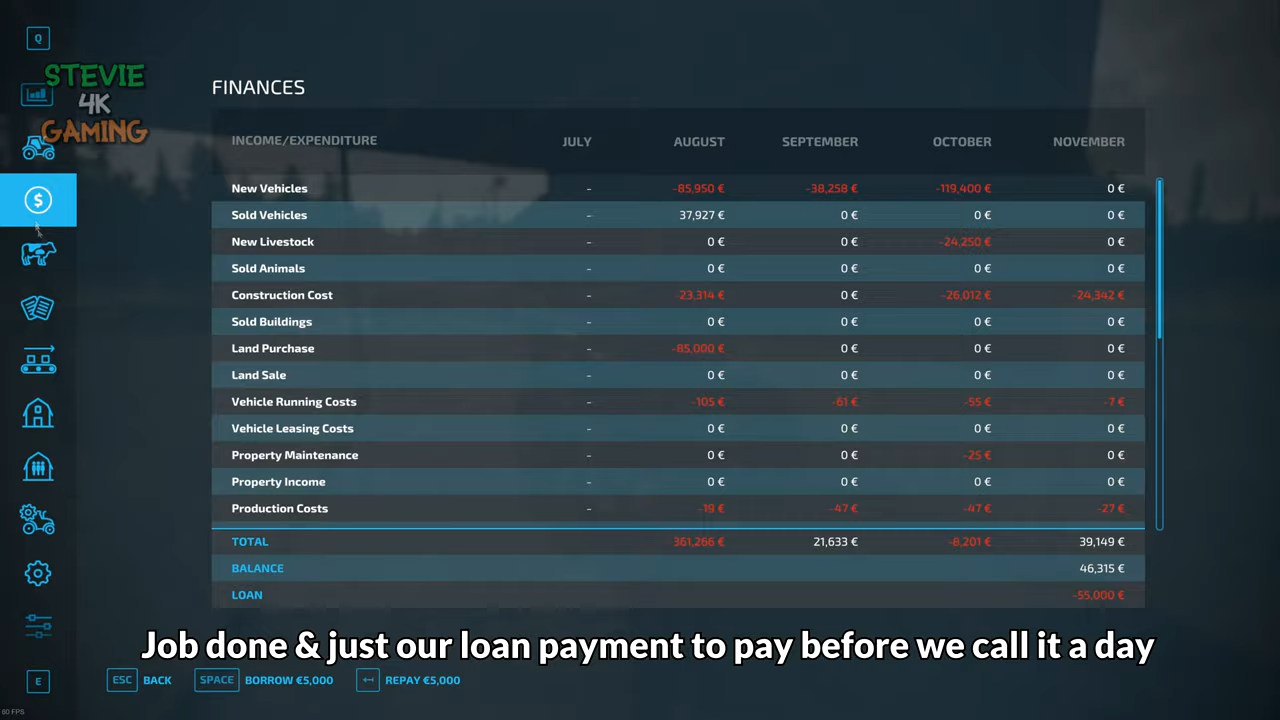 Q
STEVIE
4K
GAMING
FINANCES
INCOME/EXPENDITURE JULY AUGUST SEPTEMBER OCTOBER NOVEMBER
New Vehicles - -85,950 € -38,258 € -119,400 € 0 €
Sold Vehicles - 37,927 € 0 € 0 € 0 €
New Livestock - 0 € 0 € -24,250 € 0 €
Sold Animals - 0 € 0 € 0 € 0 €
Construction Cost - -23,314 € 0 € -26,012 € -24,342 €
Sold Buildings - 0 € 0 € 0 € 0 €
Land Purchase - -85,000 € 0 € 0 € 0 €
Land Sale - 0 € 0 € 0 € 0 €
Vehicle Running Costs - -105 € -61 € -55 € -7 €
Vehicle Leasing Costs - 0 € 0 € 0 € 0 €
Property Maintenance - 0 € 0 € -25 € 0 €
Property Income - 0 € 0 € 0 € 0 €
Production Costs - -19 € -47 € -47 € -27 €
TOTAL 361,266 € 21,633 € -8,201 € 39,149 €
BALANCE 46,315 €
LOAN -55,000 €
Job done & just our loan payment to pay before we call it a day
E ESC BACK SPACE BORROW €5,000 REPAY €5,000
60 FPS